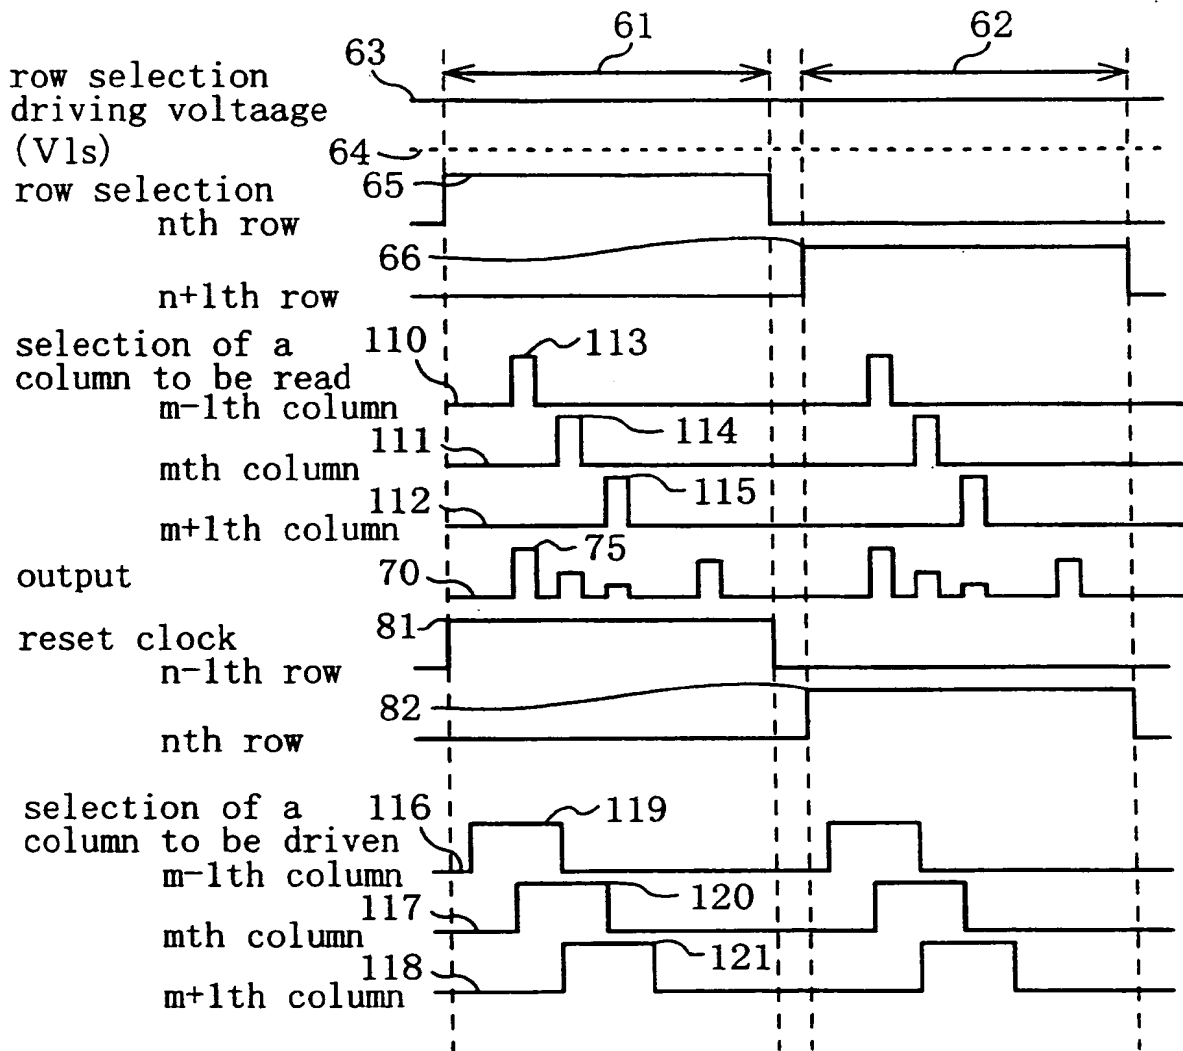 61
62
63
row selection
driving voltaage
(Vls)
64
row selection
65
nth row
66
n+1th row
selection of a
110
113
column to be read
m-1th column
111
114
mth column
112
115
m+1th column
75
output
70
reset clock
81
n-1th row
82
nth row
selection of a
116
119
column to be driven
m-1th column
117
120
mth column
118
121
m+1th column